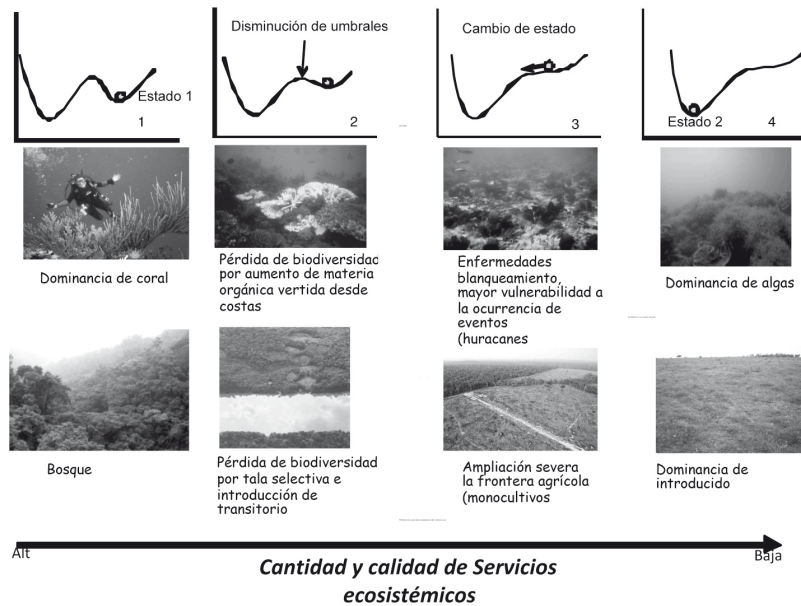 Disminución de umbrales
Cambio de estado
Estado 1
1
2
3
Estado 2
4
Dominancia de coral
Pérdida de biodiversidad
por aumento de materia
orgánica vertida desde
costas
Enfermedades
blanqueamiento,
mayor vulnerabilidad a
la ocurrencia de
eventos
(huracanes
Dominancia de algas
Bosque
Pérdida de biodiversidad
por tala selectiva e
introducción de
transitorio
Ampliación severa
la frontera agrícola
(monocultivos
Dominancia de
introducido
Alt
Baja
Cantidad y calidad de Servicios
ecosistémicos